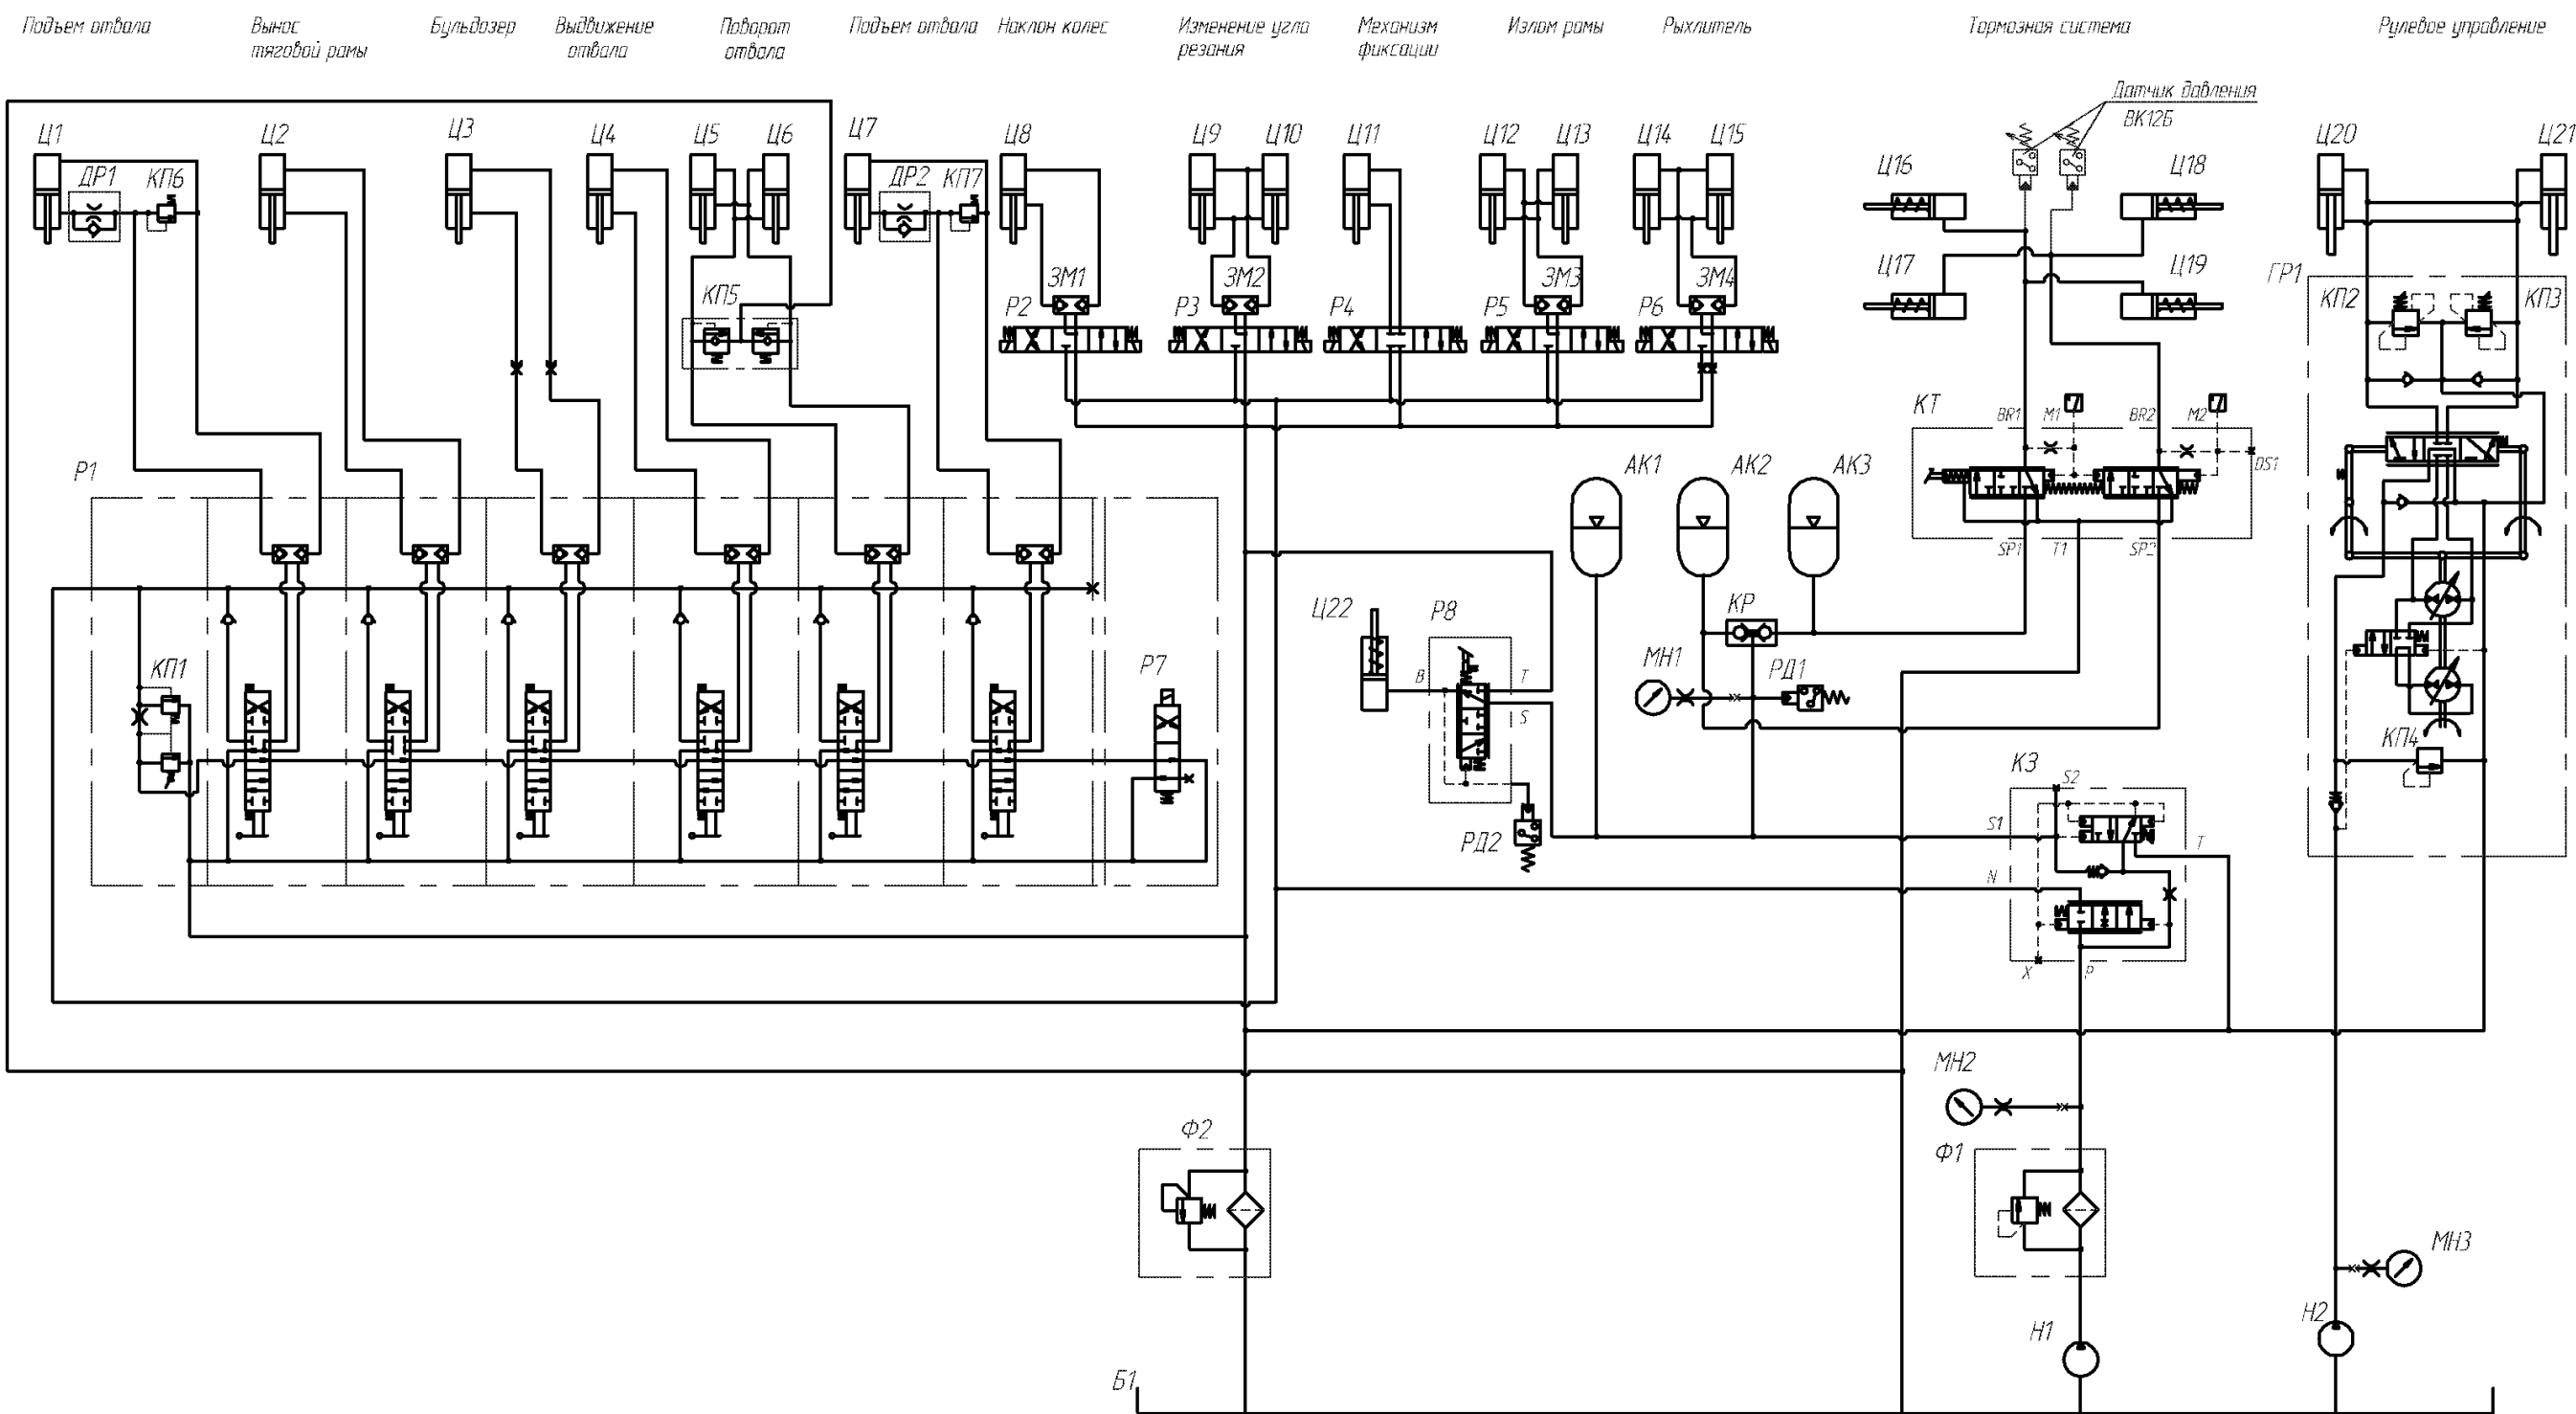 Подъем отвала
Вынос
тяговой рамы
Бульдозер
Выдвижение
отвала
Поворот
отвала
Подъем отвала
Наклон колес
Изменение угла
резания
Механизм
фиксации
Излом рамы
Рыхлитель
Тормозная система
Рулевое управление
Датчик давления
ВК12Б
Ц1
Ц2
Ц3
Ц4
Ц5
Ц6
Ц7
Ц8
Ц9
Ц10
Ц11
Ц12
Ц13
Ц14
Ц15
Ц16
Ц18
Ц20
Ц21
ДР1
КП6
ДР2
КП7
Ц17
Ц19
ГР1
КП2
КП3
КП5
ЗМ1
ЗМ2
ЗМ3
ЗМ4
Р2
Р3
Р4
Р5
Р6
КТ
BR1
M1
BR2
M2
DS1
Р1
АК1
АК2
АК3
SP1
T1
SP2
Ц22
Р8
КР
КП1
Р7
B
T
S
МН1
РД1
КП4
КЗ
S2
S1
T
РД2
N
X
P
МН2
Ф2
Ф1
МН3
Н1
Н2
Б1